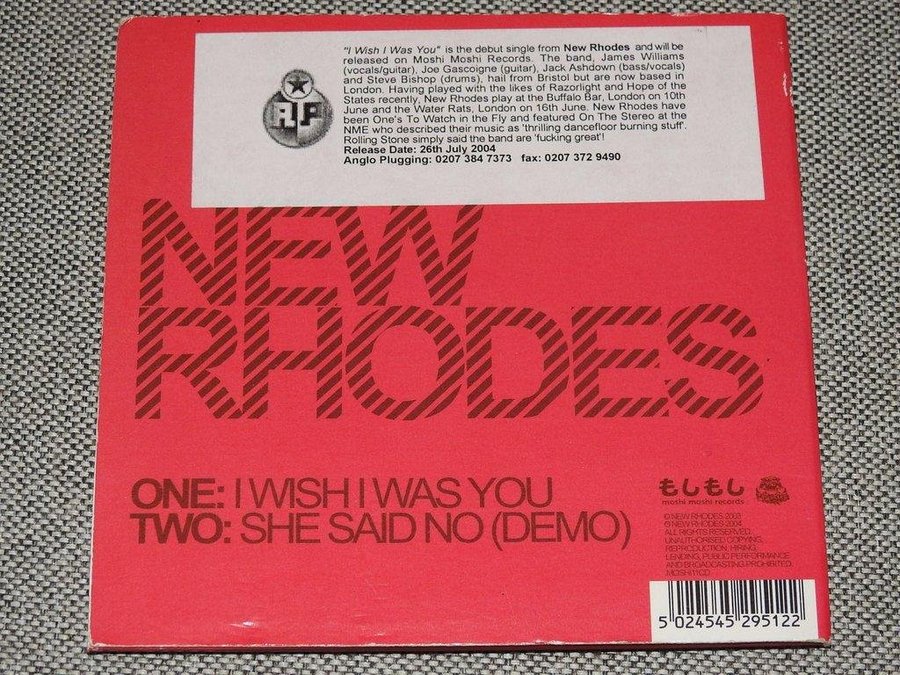 "I Wish I Was You" is the debut single from New Rhodes and will be
released on Moshi Moshi Records. The band, James Williams
(vocals/guitar), Joe Gascoigne (guitar), Jack Ashdown (bass/vocals)
and Steve Bishop (drums), hail from Bristol but are now based in
London. Having played with the likes of Razorlight and Hope of the
States recently, New Rhodes play at the Buffalo Bar, London on 10th
June and the Water Rats, London on 16th June. New Rhodes have
been One's To Watch in the Fly and featured On The Stereo at the
NME who described their music as 'thrilling dancefloor burning stuff'.
Rolling Stone simply said the band are 'fucking great'!
Release Date: 26th July 2004
Anglo Plugging: 0207 384 7373 fax: 0207 372 9490
AP
NEW
RHODES
ONE: I WISH I WAS YOU
TWO: SHE SAID NO (DEMO)
もしもし
moshi moshi records
© NEW RHODES 2003
℗ NEW RHODES 2004
ALL RIGHTS RESERVED.
UNAUTHORISED COPYING,
REPRODUCTION, HIRING,
LENDING, PUBLIC PERFORMANCE
AND BROADCASTING PROHIBITED.
MOSHI11CD
5 024545 295122